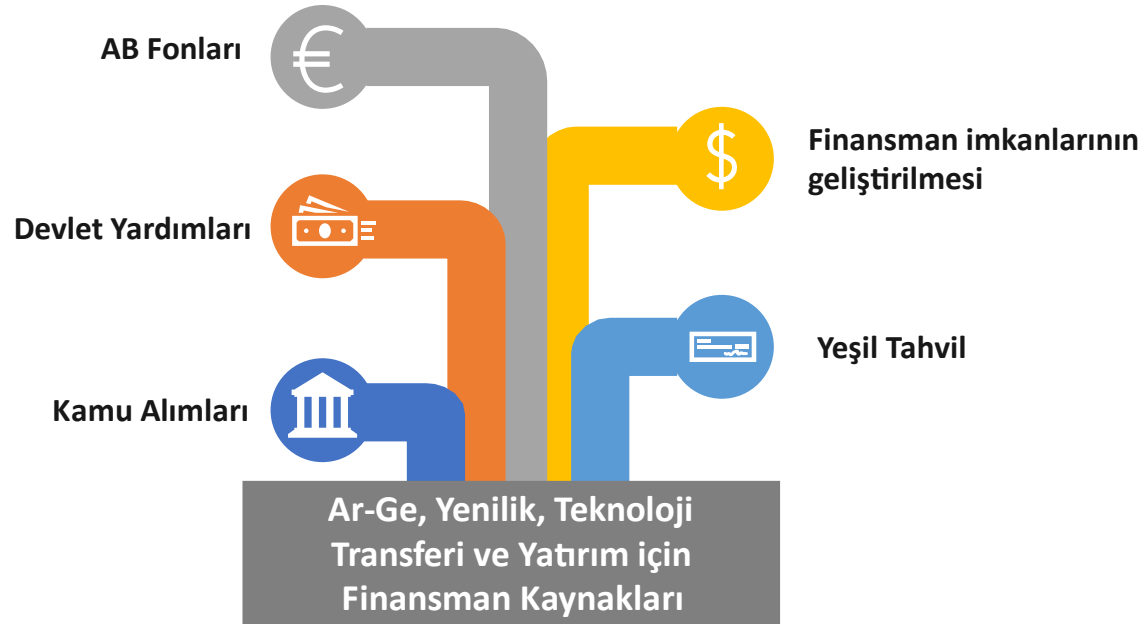 AB Fonları
Devlet Yardımları
Kamu Alımları
Finansman imkanlarının
geliştirilmesi
Yeşil Tahvil
Ar-Ge, Yenilik, Teknoloji
Transferi ve Yatırım için
Finansman Kaynakları